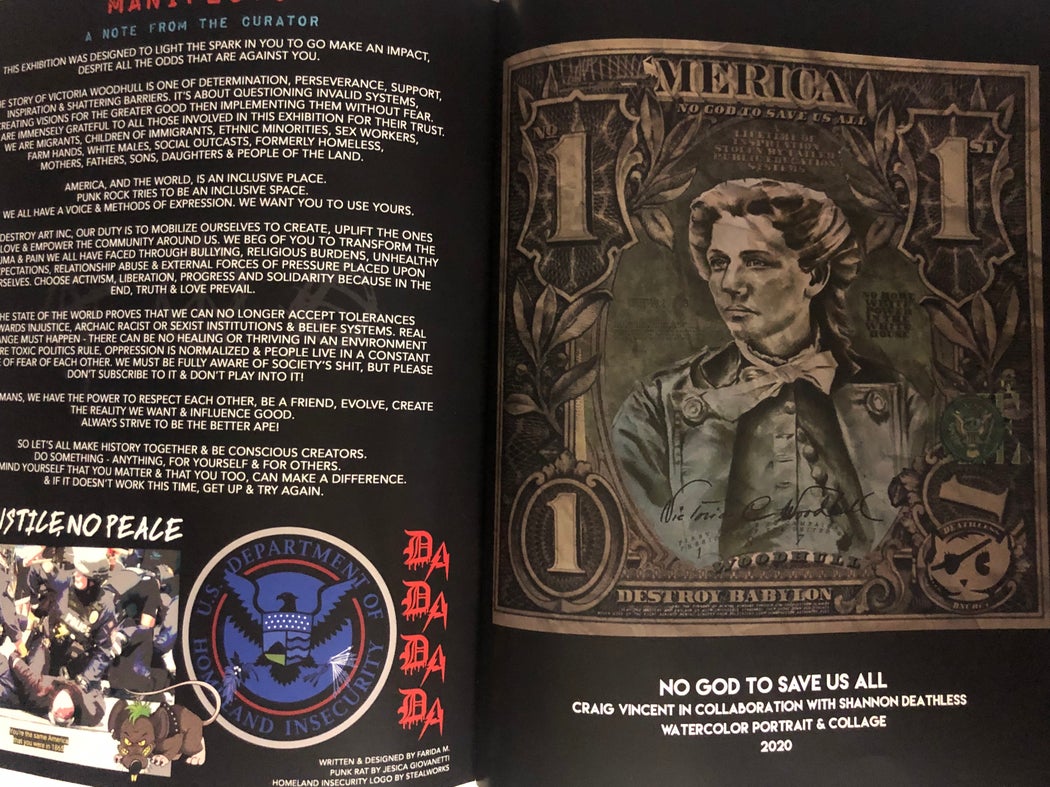 A NOTE FROM THE CURATOR
THIS EXHIBITION WAS DESIGNED TO LIGHT THE SPARK IN YOU TO GO MAKE AN IMPACT,
DESPITE ALL THE ODDS THAT ARE AGAINST YOU.
STORY OF VICTORIA WOODHULL IS ONE OF DETERMINATION, PERSEVERANCE, SUPPORT,
INSPIRATION & SHATTERING BARRIERS. IT'S ABOUT QUESTIONING INVALID SYSTEMS,
CREATING VISIONS FOR THE GREATER GOOD THEN IMPLEMENTING THEM WITHOUT FEAR.
ARE IMMENSELY GRATEFUL TO ALL THOSE INVOLVED IN THIS EXHIBITION FOR THEIR TRUST.
WE ARE MIGRANTS, CHILDREN OF IMMIGRANTS, ETHNIC MINORITIES, SEX WORKERS,
FARM HANDS, WHITE MALES, SOCIAL OUTCASTS, FORMERLY HOMELESS,
MOTHERS, FATHERS, SONS, DAUGHTERS & PEOPLE OF THE LAND.
AMERICA, AND THE WORLD, IS AN INCLUSIVE PLACE.
PUNK ROCK TRIES TO BE AN INCLUSIVE SPACE.
WE ALL HAVE A VOICE & METHODS OF EXPRESSION. WE WANT YOU TO USE YOURS.
DESTROY ART INC, OUR DUTY IS TO MOBILIZE OURSELVES TO CREATE, UPLIFT THE ONES
LOVE & EMPOWER THE COMMUNITY AROUND US. WE BEG OF YOU TO TRANSFORM THE
& PAIN WE ALL HAVE FACED THROUGH BULLYING, RELIGIOUS BURDENS, UNHEALTHY
RELATIONSHIP ABUSE & EXTERNAL FORCES OF PRESSURE PLACED UPON
CHOOSE ACTIVISM, LIBERATION, PROGRESS AND SOLIDARITY BECAUSE IN THE
END, TRUTH & LOVE PREVAIL.
THE STATE OF THE WORLD PROVES THAT WE CAN NO LONGER ACCEPT TOLERANCES
INJUSTICE, ARCHAIC RACIST OR SEXIST INSTITUTIONS & BELIEF SYSTEMS. REAL
MUST HAPPEN - THERE CAN BE NO HEALING OR THRIVING IN AN ENVIRONMENT
TOXIC POLITICS RULE, OPPRESSION IS NORMALIZED & PEOPLE LIVE IN A CONSTANT
OF FEAR OF EACH OTHER. WE MUST BE FULLY AWARE OF SOCIETY'S SHIT, BUT PLEASE
DON'T SUBSCRIBE TO IT & DON'T PLAY INTO IT!
WE HAVE THE POWER TO RESPECT EACH OTHER, BE A FRIEND, EVOLVE, CREATE
THE REALITY WE WANT & INFLUENCE GOOD.
ALWAYS STRIVE TO BE THE BETTER APE!
SO LET'S ALL MAKE HISTORY TOGETHER & BE CONSCIOUS CREATORS.
DO SOMETHING - ANYTHING, FOR YOURSELF & FOR OTHERS.
YOURSELF THAT YOU MATTER & THAT YOU TOO, CAN MAKE A DIFFERENCE.
& IF IT DOESN'T WORK THIS TIME, GET UP & TRY AGAIN.
NO PEACE
U.S. DEPARTMENT OF
HOMELAND INSECURITY
DA
DA
DA
DA
You're the same America
that you were in
WRITTEN & DESIGNED BY FARIDA M.
PUNK RAT BY JESICA GIOVANETTI
HOMELAND INSECURITY LOGO BY STEALWORKS
'MERICA
NO GOD TO SAVE US ALL
NO
1
1
1ST
Victoria C Woodhull
WOODHULL
DESTROY BABYLON
1
1
DEATHLESS
NO GOD TO SAVE US ALL
CRAIG VINCENT IN COLLABORATION WITH SHANNON DEATHLESS
WATERCOLOR PORTRAIT & COLLAGE
2020